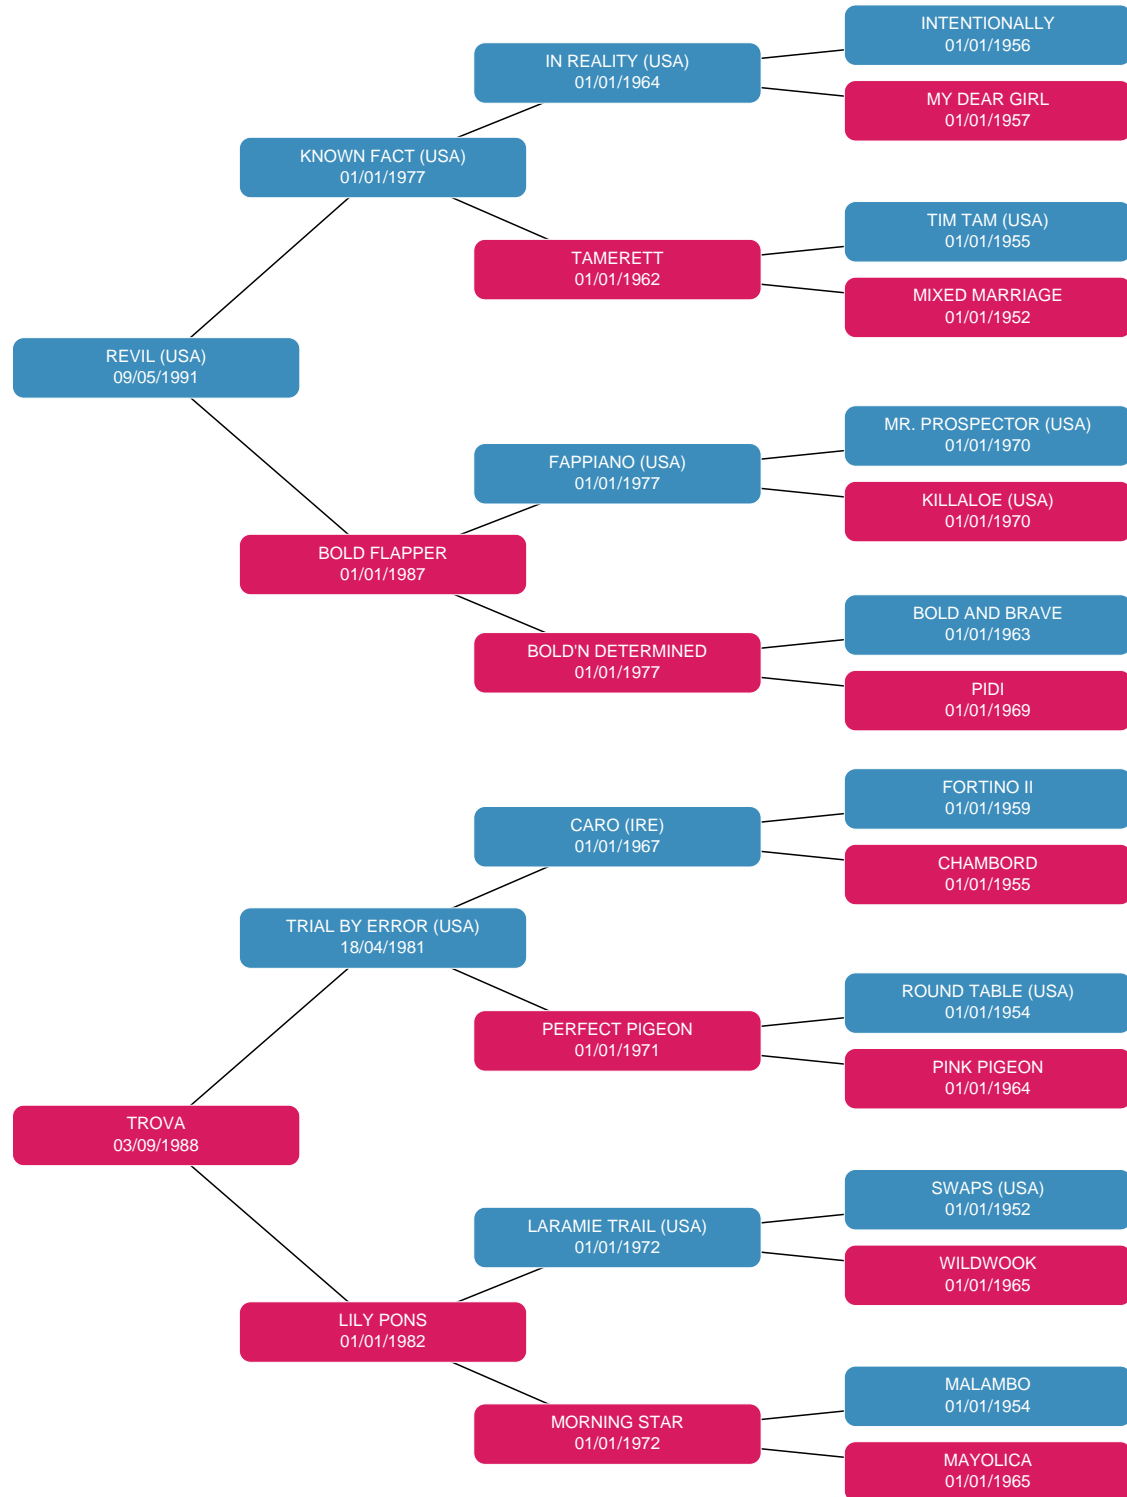 INTENTIONALLY
01/01/1956
IN REALITY (USA)
01/01/1964
MY DEAR GIRL
01/01/1957
KNOWN FACT (USA)
01/01/1977
TIM TAM (USA)
01/01/1955
TAMERETT
01/01/1962
MIXED MARRIAGE
01/01/1952
REVIL (USA)
09/05/1991
MR. PROSPECTOR (USA)
01/01/1970
FAPPIANO (USA)
01/01/1977
KILLALOE (USA)
01/01/1970
BOLD FLAPPER
01/01/1987
BOLD AND BRAVE
01/01/1963
BOLD'N DETERMINED
01/01/1977
PIDI
01/01/1969
FORTINO II
01/01/1959
CARO (IRE)
01/01/1967
CHAMBORD
01/01/1955
TRIAL BY ERROR (USA)
18/04/1981
ROUND TABLE (USA)
01/01/1954
PERFECT PIGEON
01/01/1971
PINK PIGEON
01/01/1964
TROVA
03/09/1988
SWAPS (USA)
01/01/1952
LARAMIE TRAIL (USA)
01/01/1972
WILDWOOK
01/01/1965
LILY PONS
01/01/1982
MALAMBO
01/01/1954
MORNING STAR
01/01/1972
MAYOLICA
01/01/1965